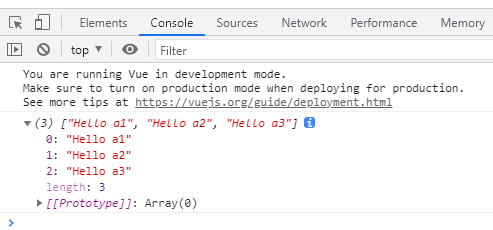 Elements Console Sources Network Performance Memory
top Filter
You are running Vue in development mode.
Make sure to turn on production mode when deploying for production.
See more tips at https://vuejs.org/guide/deployment.html
(3) ["Hello a1", "Hello a2", "Hello a3"] i
0: "Hello a1"
1: "Hello a2"
2: "Hello a3"
length: 3
[[Prototype]]: Array(0)